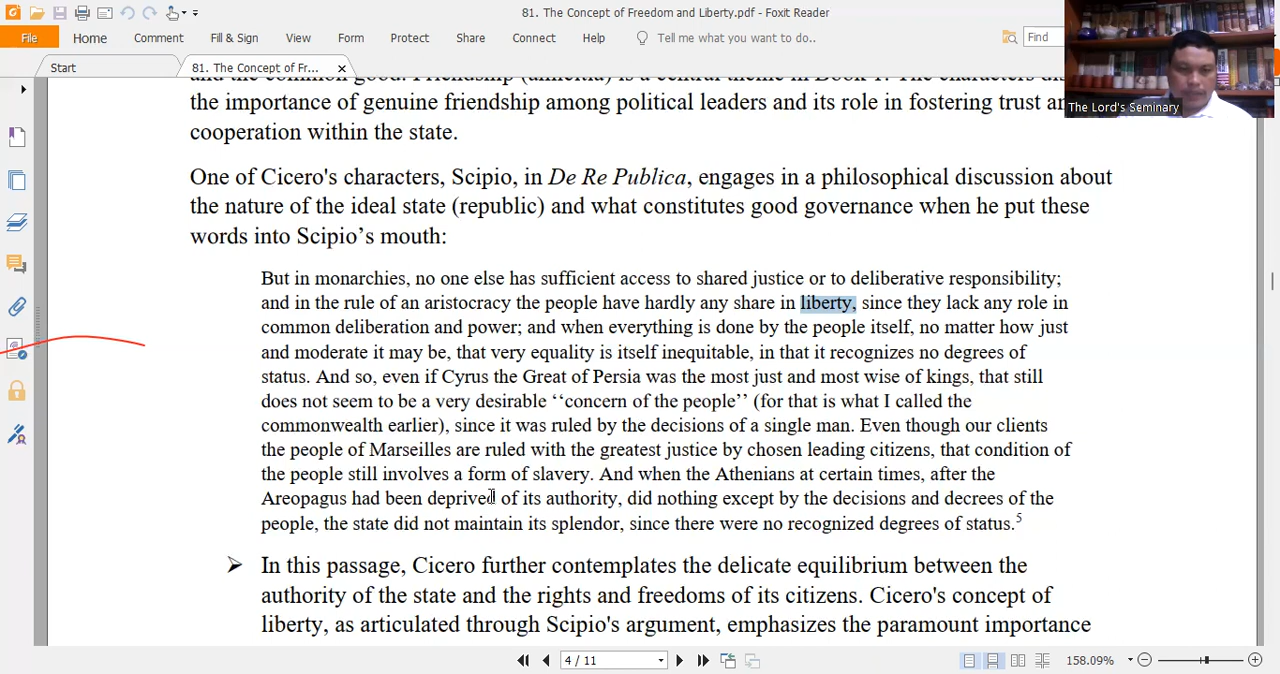 81. The Concept of Freedom and Liberty.pdf - Foxit Reader
File Home Comment Fill & Sign View Form Protect Share Connect Help Tell me what you want to do.. Find
Start 81. The Concept of Fr...
The Lord's Seminary
the importance of genuine friendship among political leaders and its role in fostering trust an
cooperation within the state.
One of Cicero's characters, Scipio, in De Re Publica, engages in a philosophical discussion about
the nature of the ideal state (republic) and what constitutes good governance when he put these
words into Scipio’s mouth:
But in monarchies, no one else has sufficient access to shared justice or to deliberative responsibility;
and in the rule of an aristocracy the people have hardly any share in liberty, since they lack any role in
common deliberation and power; and when everything is done by the people itself, no matter how just
and moderate it may be, that very equality is itself inequitable, in that it recognizes no degrees of
status. And so, even if Cyrus the Great of Persia was the most just and most wise of kings, that still
does not seem to be a very desirable ‘‘concern of the people’’ (for that is what I called the
commonwealth earlier), since it was ruled by the decisions of a single man. Even though our clients
the people of Marseilles are ruled with the greatest justice by chosen leading citizens, that condition of
the people still involves a form of slavery. And when the Athenians at certain times, after the
Areopagus had been deprived of its authority, did nothing except by the decisions and decrees of the
people, the state did not maintain its splendor, since there were no recognized degrees of status.5
➢ In this passage, Cicero further contemplates the delicate equilibrium between the
authority of the state and the rights and freedoms of its citizens. Cicero's concept of
liberty, as articulated through Scipio's argument, emphasizes the paramount importance
4 / 11 158.09%